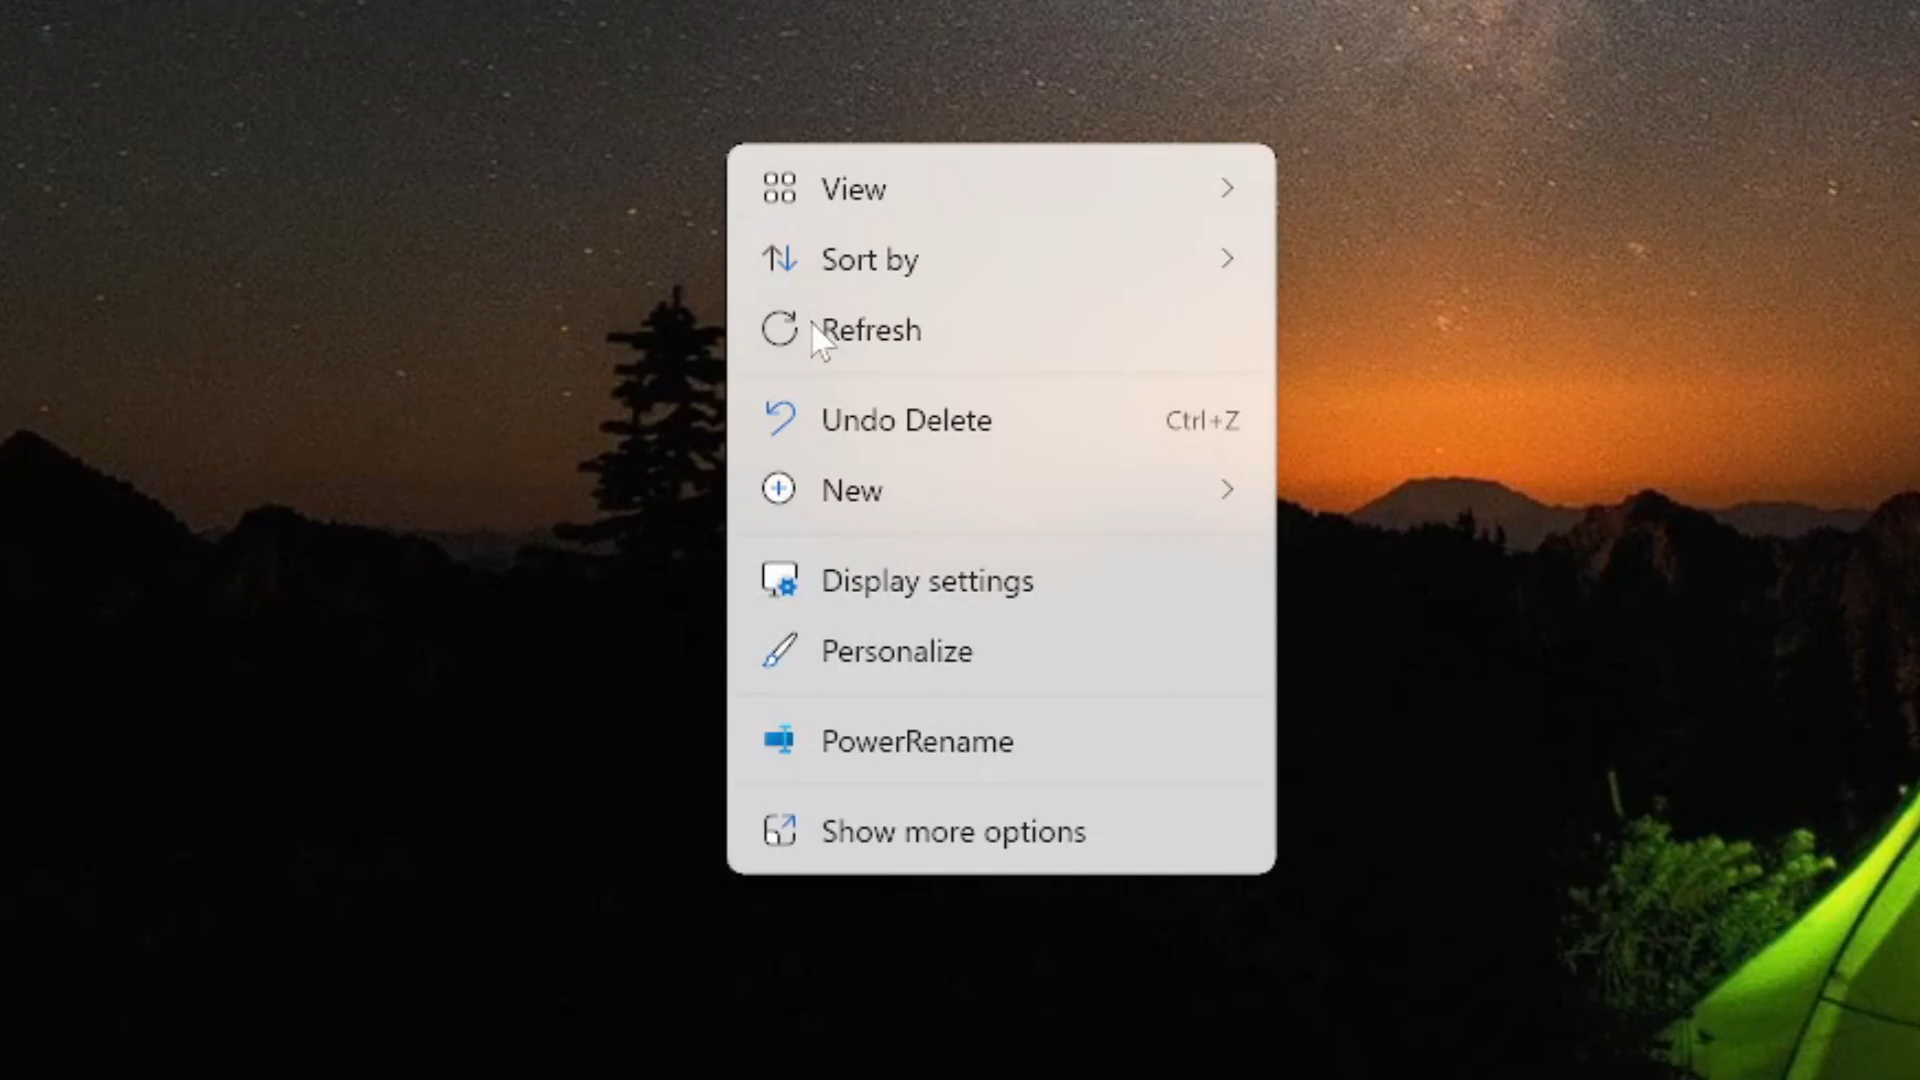 View
Sort by
Refresh
Undo Delete Ctrl+Z
New
Display settings
Personalize
PowerRename
Show more options